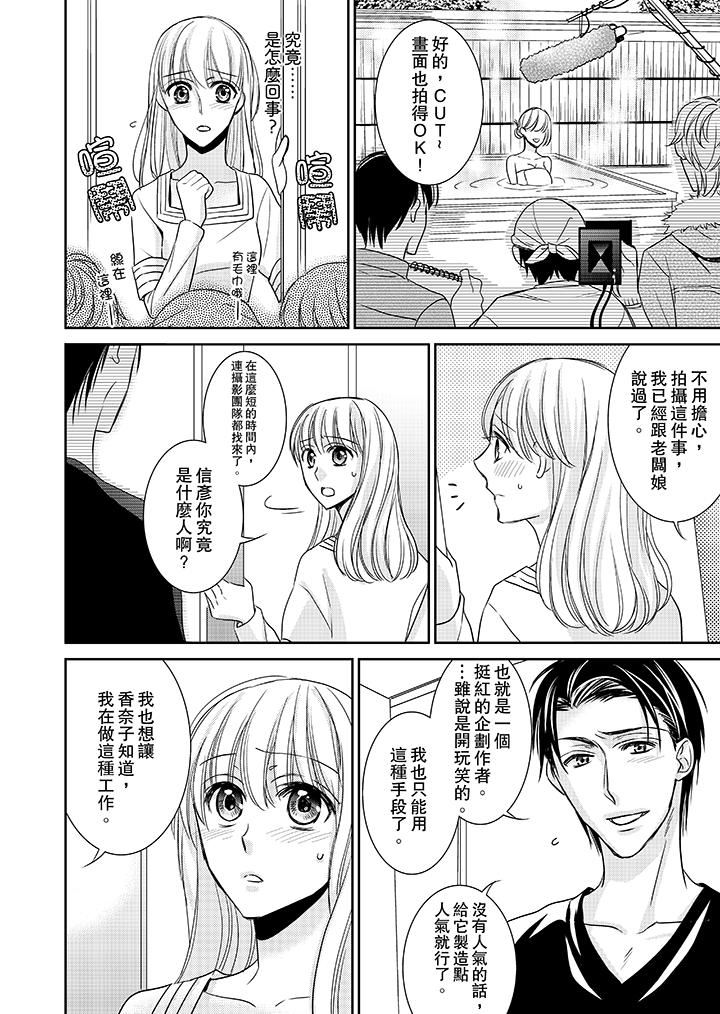 好的，CUT~
畫面也拍得OK！
究竟……
是怎麼回事？
喧嘩
喧嘩
這裡
有毛巾哦—
鏡在
這裡—
不用擔心，
拍攝這件事，
我已經跟老闆娘
說過了。
在這麼短的時間內，
連攝影團隊都找來了。
信彥你究竟
是什麼人啊？
也就是一個
挺紅的企劃作者。
…雖說是開玩笑的。
我也只能用
這種手段了。
沒有人氣的話，
給它製造點
人氣就行了。
我也想讓
香奈子知道，
我在做這種工作。